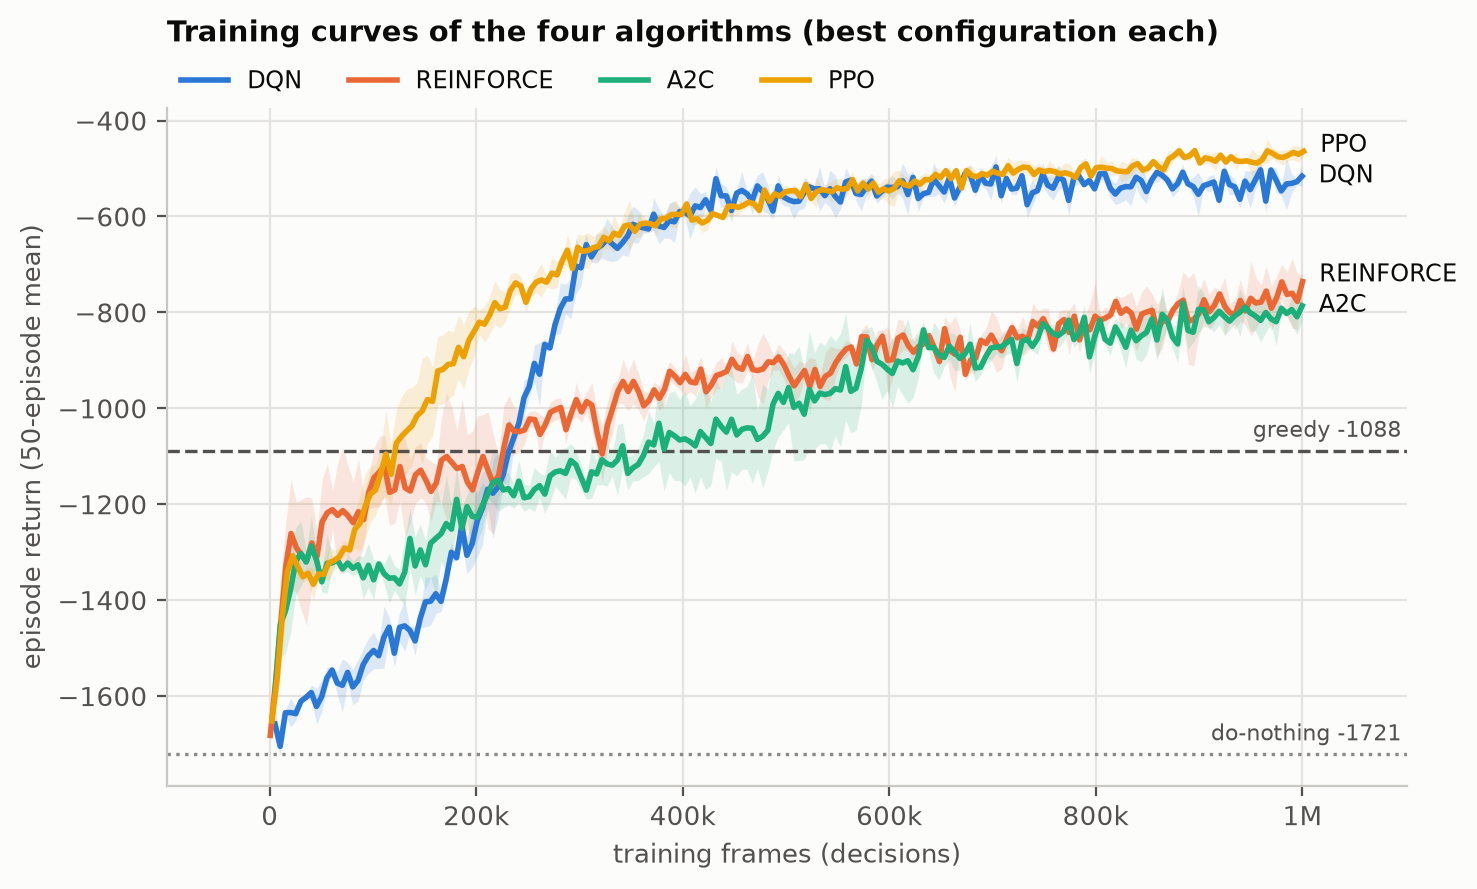 Training curves of the four algorithms (best configuration each)
DQN REINFORCE A2C PPO
episode return (50-episode mean)
−400
−600
−800
−1000
−1200
−1400
−1600
PPO
DQN
REINFORCE
A2C
greedy -1088
do-nothing -1721
0 200k 400k 600k 800k 1M
training frames (decisions)